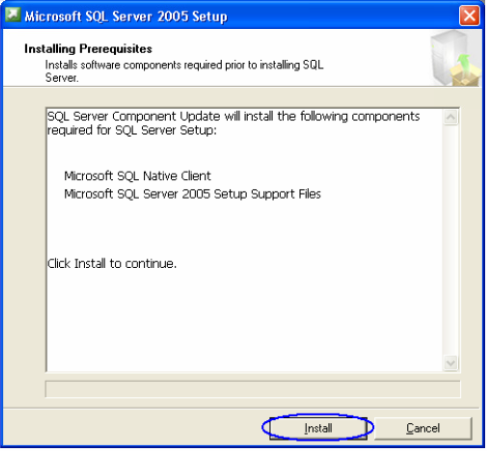 Microsoft SQL Server 2005 Setup
Installing Prerequisites
Installs software components required prior to installing SQL
Server.
SQL Server Component Update will install the following components
required for SQL Server Setup:
Microsoft SQL Native Client
Microsoft SQL Server 2005 Setup Support Files
Click Install to continue.
Install
Cancel